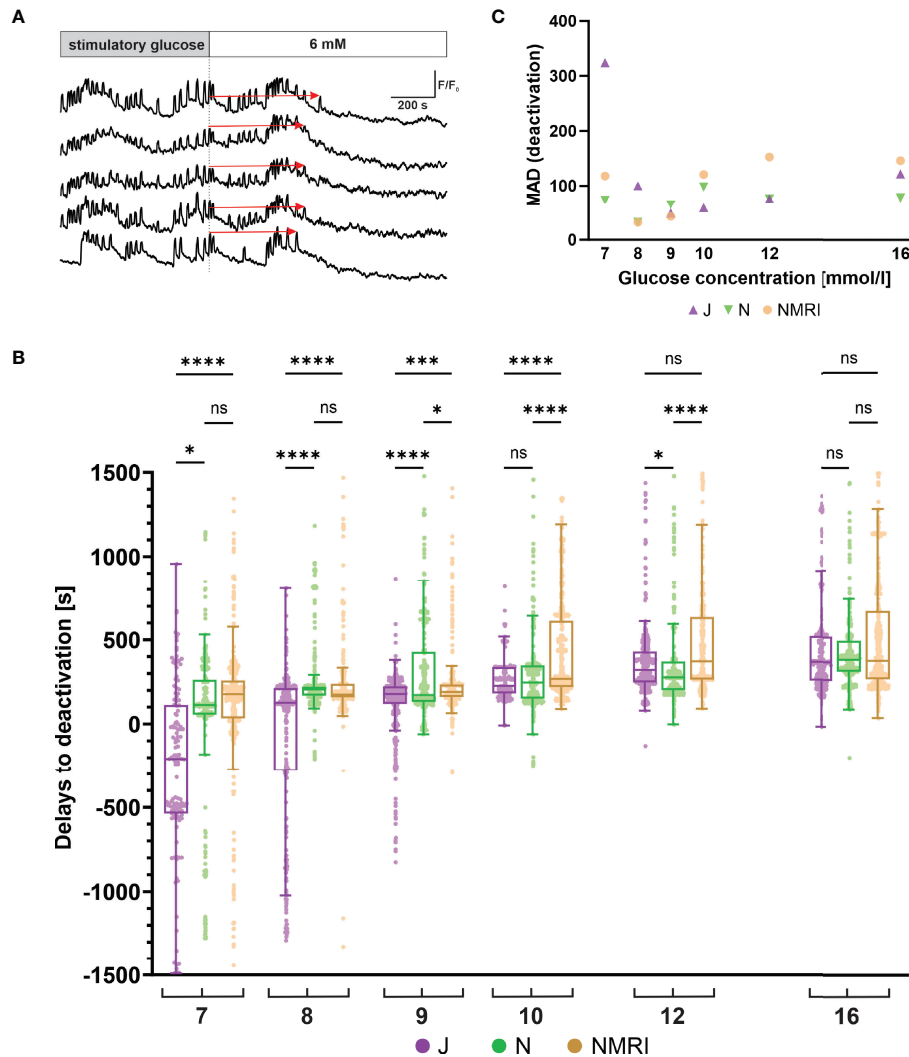 A
stimulatory glucose
6 mM
F/F₀
200 s
C
MAD (deactivation)
400
300
200
100
0
7
8
9
10
12
16
Glucose concentration [mmol/l]
J
N
NMRI
B
****
****
***
****
ns
ns
ns
ns
*
****
****
ns
*
****
****
ns
*
ns
Delays to deactivation [s]
1500
1000
500
0
-500
-1000
-1500
7
8
9
10
12
16
J
N
NMRI